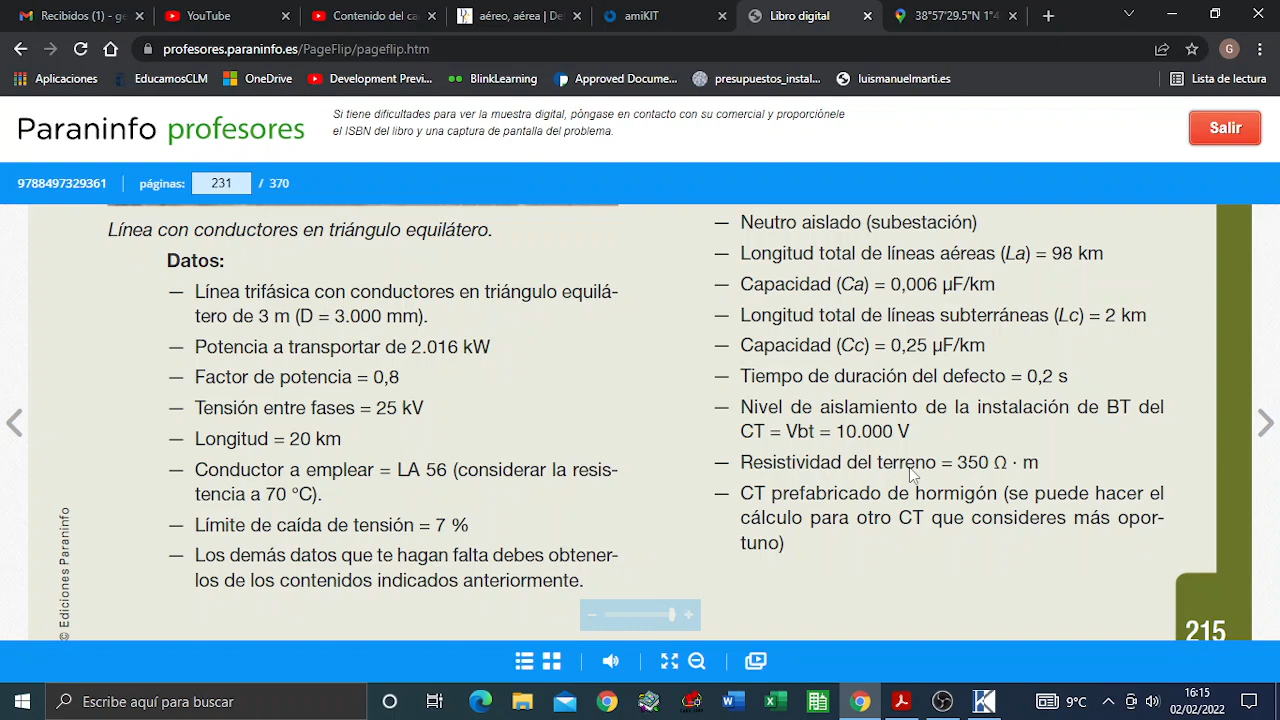 Recibidos (1) - ge
YouTube
Contenido del ca
aéreo, aérea | De
amiKIT
Libro digital
38°57'29.5"N 1°4
profesores.paraninfo.es/PageFlip/pageflip.htm
G
Aplicaciones
EducamosCLM
OneDrive
Development Previ...
BlinkLearning
Approved Docume...
presupuestos_instal...
luismanuelmarti.es
Lista de lectura
Paraninfo profesores
Si tiene dificultades para ver la muestra digital, póngase en contacto con su comercial y proporciónele
el ISBN del libro y una captura de pantalla del problema.
Salir
9788497329361
páginas: 231 / 370
Línea con conductores en triángulo equilátero.
Datos:
— Línea trifásica con conductores en triángulo equilá-
tero de 3 m (D = 3.000 mm).
— Potencia a transportar de 2.016 kW
— Factor de potencia = 0,8
— Tensión entre fases = 25 kV
— Longitud = 20 km
— Conductor a emplear = LA 56 (considerar la resis-
tencia a 70 °C).
— Límite de caída de tensión = 7 %
— Los demás datos que te hagan falta debes obtener-
los de los contenidos indicados anteriormente.
© Ediciones Paraninfo
— Neutro aislado (subestación)
— Longitud total de líneas aéreas (La) = 98 km
— Capacidad (Ca) = 0,006 µF/km
— Longitud total de líneas subterráneas (Lc) = 2 km
— Capacidad (Cc) = 0,25 µF/km
— Tiempo de duración del defecto = 0,2 s
— Nivel de aislamiento de la instalación de BT del
CT = Vbt = 10.000 V
— Resistividad del terreno = 350 Ω · m
— CT prefabricado de hormigón (se puede hacer el
cálculo para otro CT que consideres más opor-
tuno)
215
Escribe aquí para buscar
9°C
16:15
02/02/2022